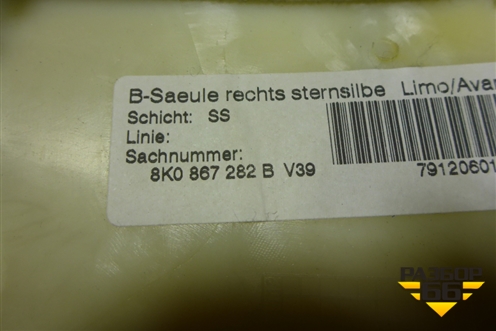 B-Saeule rechts sternsilbe Limo/Avar
Schicht: SS
Linie:
Sachnummer:
8K0 867 282 B V39
79120601
РАЗБОР
66